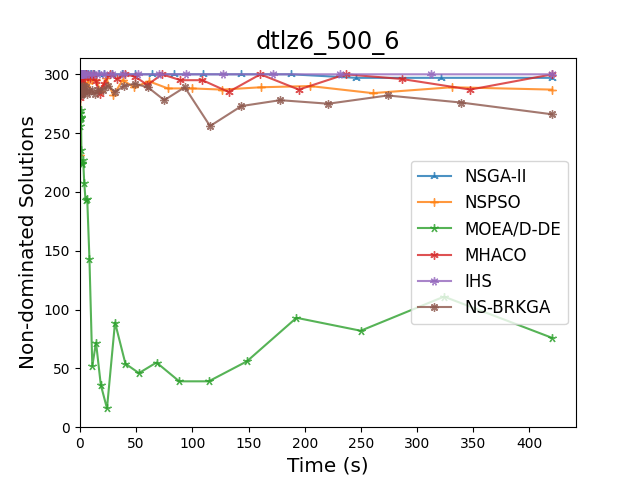 dtlz6_500_6
Non-dominated Solutions
300
250
200
150
100
50
0
NSGA-II
NSPSO
MOEA/D-DE
MHACO
IHS
NS-BRKGA
0 50 100 150 200 250 300 350 400
Time (s)